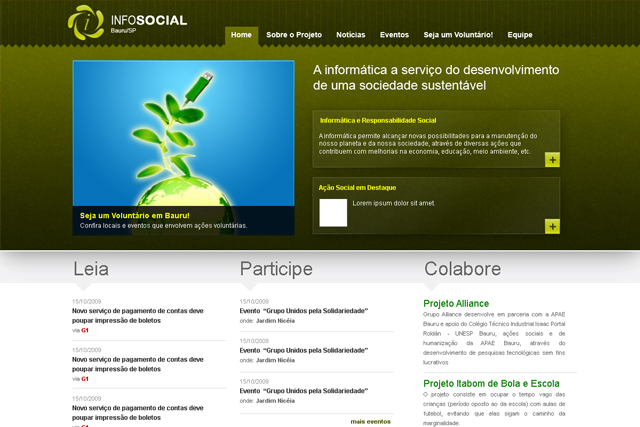 INFOSOCIAL
Bauru/SP
Home Sobre o Projeto Notícias Eventos Seja um Voluntário! Equipe
A informática a serviço do desenvolvimento
de uma sociedade sustentável
Informática e Responsabilidade Social
A informática permite alcançar novas possibilitades para a manutenção do
nosso planeta e da nossa sociedade, através de diversas ações que
contribuem com melhorias na economia, educação, meio ambiente, etc.
+
Ação Social em Destaque
Lorem ipsum dolor sit amet.
+
Seja um Voluntário em Bauru!
Confira locais e eventos que envolvem ações voluntárias.
Leia
15/10/2009
Novo serviço de pagamento de contas deve
poupar impressão de boletos
via G1
15/10/2009
Novo serviço de pagamento de contas deve
poupar impressão de boletos
via G1
15/10/2009
Novo serviço de pagamento de contas deve
poupar impressão de boletos
Participe
15/10/2009
Evento “Grupo Unidos pela Solidariedade”
onde: Jardim Nicéia
15/10/2009
Evento “Grupo Unidos pela Solidariedade”
onde: Jardim Nicéia
15/10/2009
Evento “Grupo Unidos pela Solidariedade”
onde: Jardim Nicéia
mais eventos
Colabore
Projeto Alliance
Grupo Alliance desenvolve em parceria com a APAE
Bauru e apoio do Colégio Técnico Industrial Isaac Portal
Roldán - UNESP Bauru, ações sociais e de
humanização da APAE Bauru, através do
desenvolvimento de pesquisas tecnológicas sem fins
lucrativos
Projeto Itabom de Bola e Escola
O projeto consiste em ocupar o tempo vago das
crianças (período oposto ao da escola) com aulas de
futebol, evitando que elas sigam o caminho da
marginalidade.